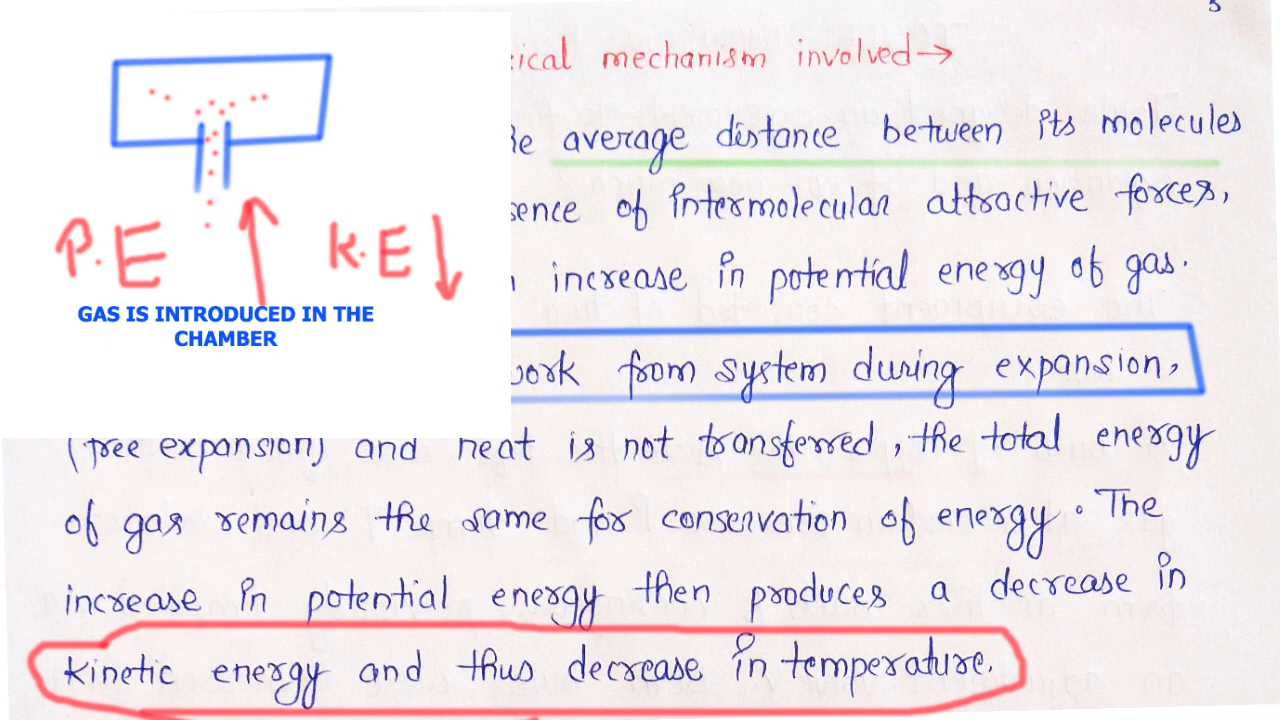 3
ical mechanism involved→
average distance between its molecules
of intermolecular attractive forces,
increase in potential energy of gas.
from system during expansion,
P.E K.E
GAS IS INTRODUCED IN THE
CHAMBER
(free expansion) and heat is not transferred, the total energy
of gas remains the same for conservation of energy. The
increase in potential energy then produces a decrease in
kinetic energy and thus decrease in temperature.